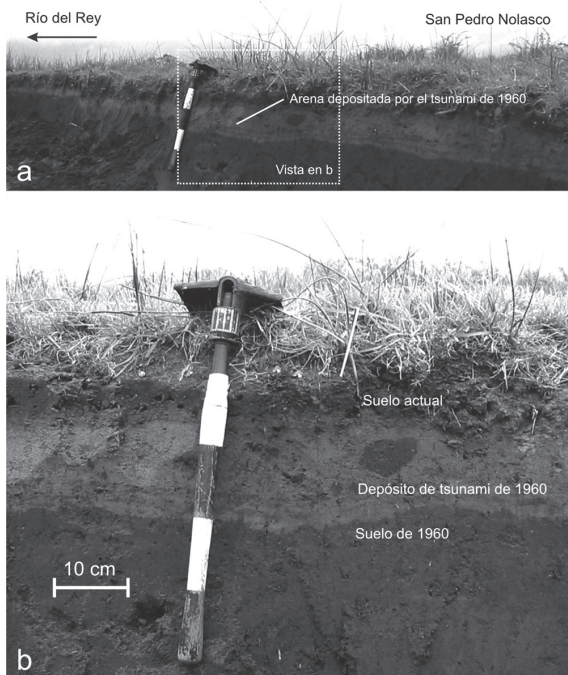 Río del Rey
San Pedro Nolasco
Arena depositada por el tsunami de 1960
Vista en b
a
Suelo actual
Depósito de tsunami de 1960
Suelo de 1960
10 cm
b